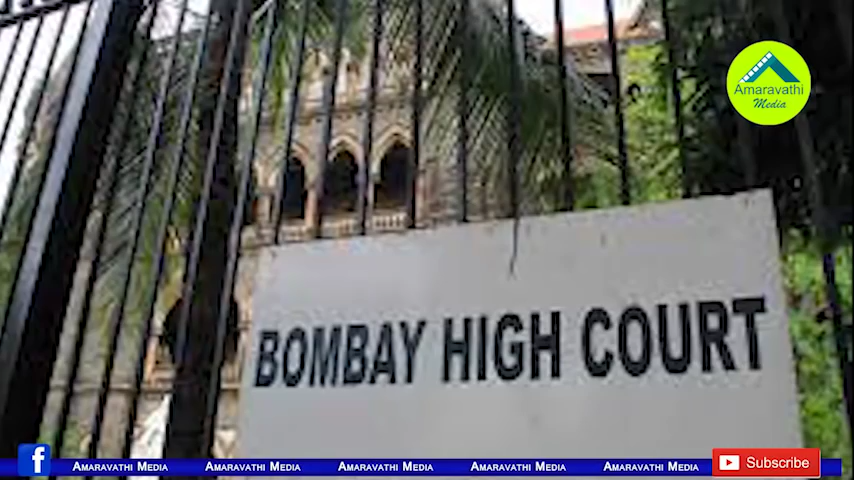 Amaravathi
Media
BOMBAY HIGH COURT
f Amaravathi Media Amaravathi Media Amaravathi Media Amaravathi Media Amaravathi Media Subscribe